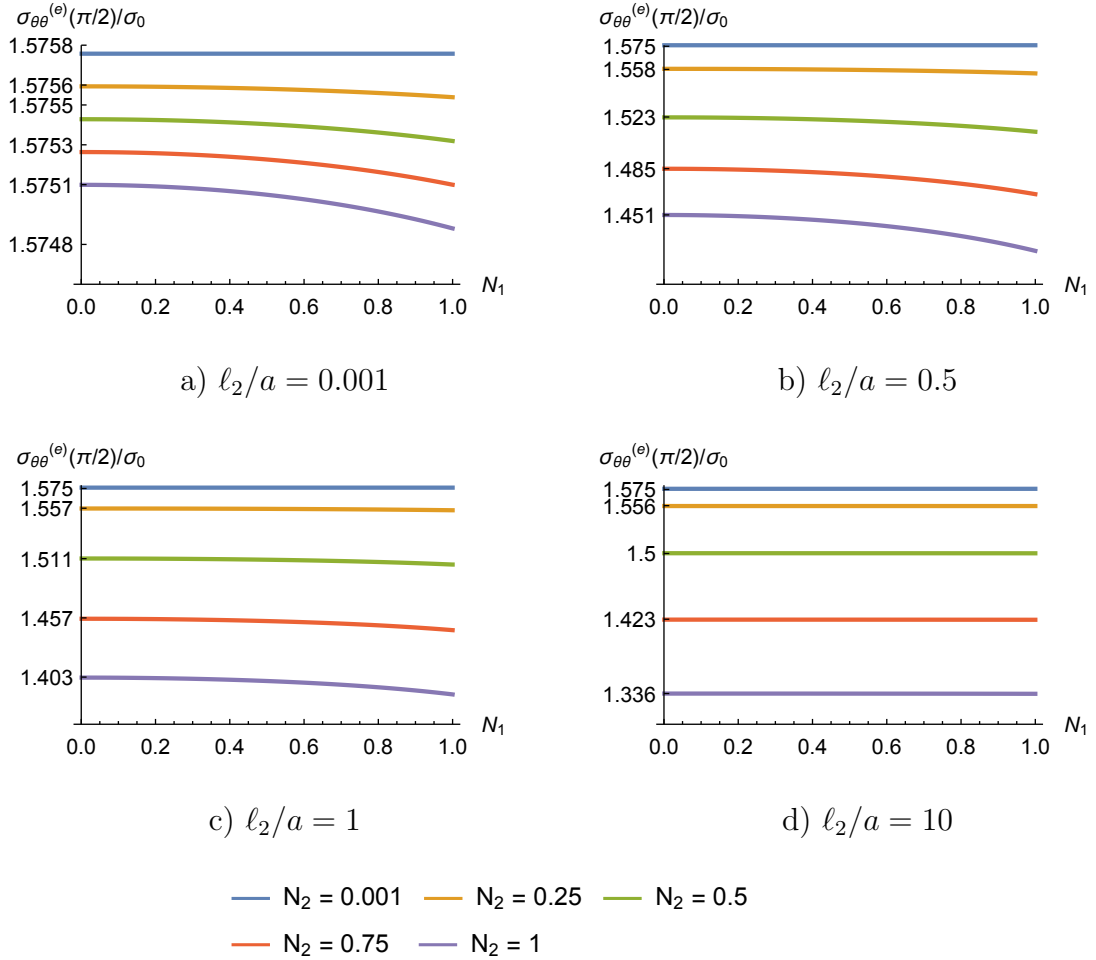 σθθ(e)(π/2)/σ0
1.5758
1.5756
1.5755
1.5753
1.5751
1.5748
0.0 0.2 0.4 0.6 0.8 1.0
N1
a) ℓ2/a = 0.001
σθθ(e)(π/2)/σ0
1.575
1.558
1.523
1.485
1.451
0.0 0.2 0.4 0.6 0.8 1.0
N1
b) ℓ2/a = 0.5
σθθ(e)(π/2)/σ0
1.575
1.557
1.511
1.457
1.403
0.0 0.2 0.4 0.6 0.8 1.0
N1
c) ℓ2/a = 1
σθθ(e)(π/2)/σ0
1.575
1.556
1.5
1.423
1.336
0.0 0.2 0.4 0.6 0.8 1.0
N1
d) ℓ2/a = 10
N2 = 0.001 N2 = 0.25 N2 = 0.5
N2 = 0.75 N2 = 1